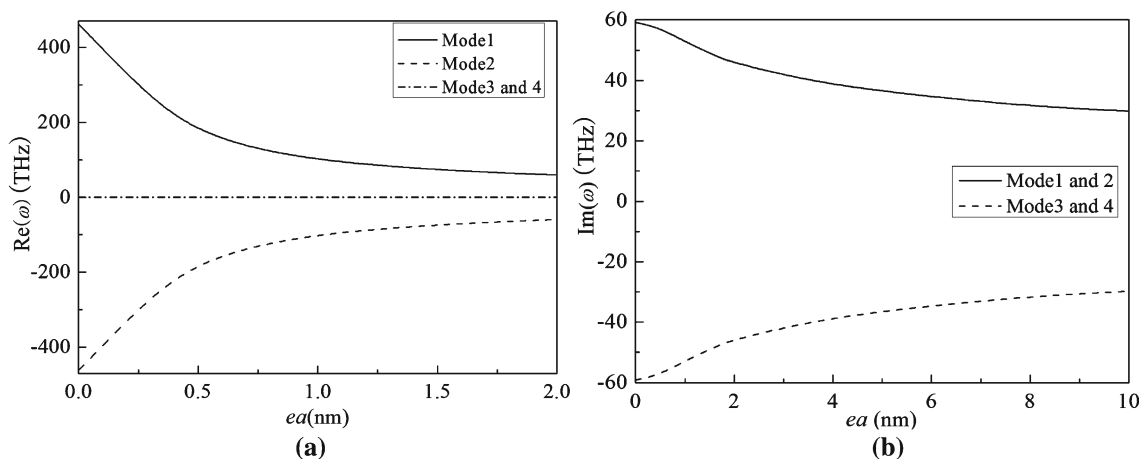 400
200
0
-200
-400
Re(ω) (THz)
Mode1
Mode2
Mode3 and 4
0.0 0.5 1.0 1.5 2.0
ea(nm)
(a)
60
40
20
0
-20
-40
-60
Im(ω) (THz)
Mode1 and 2
Mode3 and 4
0 2 4 6 8 10
ea (nm)
(b)